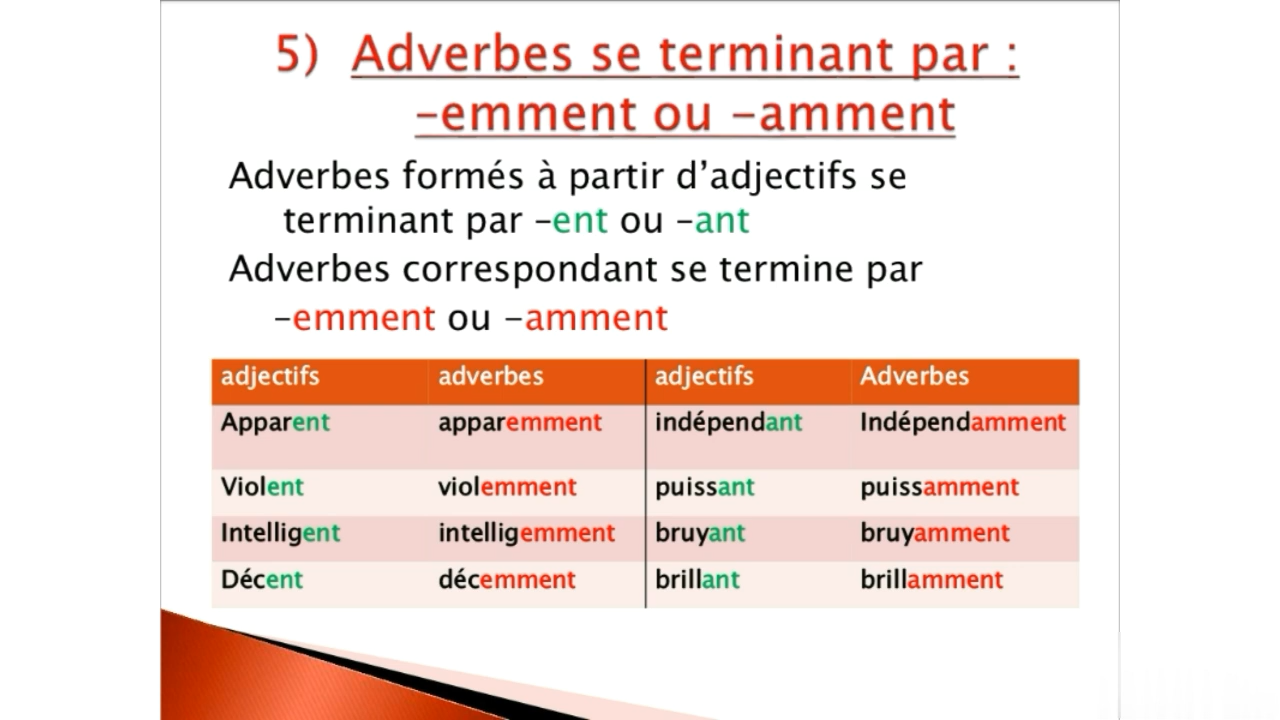 5) Adverbes se terminant par :
-emment ou -amment
Adverbes formés à partir d'adjectifs se
terminant par -ent ou -ant
Adverbes correspondant se termine par
-emment ou -amment
adjectifs adverbes adjectifs Adverbes
Apparent apparemment indépendant Indépendamment
Violent violemment puissant puissamment
Intelligent intelligemment bruyant bruyamment
Décent décemment brillant brillamment